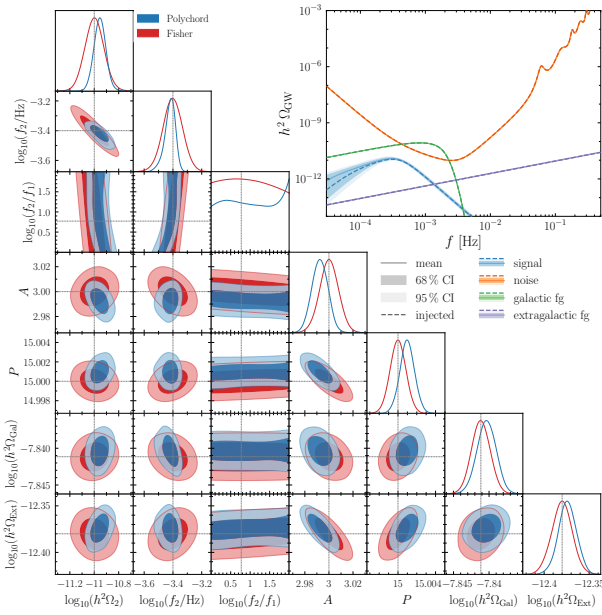 Polychord
Fisher
h² Ω_GW
10⁻³
10⁻⁶
10⁻⁹
10⁻¹²
10⁻⁴ 10⁻³ 10⁻² 10⁻¹
f [Hz]
mean
68 % CI
95 % CI
injected
signal
noise
galactic fg
extragalactic fg
log₁₀(f₂/Hz)
−3.2
−3.4
−3.6
log₁₀(f₂/f₁)
1.5
1.0
0.5
A
3.02
3.00
2.98
P
15.004
15.000
14.998
log₁₀(h²Ω_Gal)
−7.840
−7.845
log₁₀(h²Ω_Ext)
−12.35
−12.40
−11.2 −11 −10.8
−3.6 −3.4 −3.2
0.5 1 1.5
2.98 3 3.02
15 15.004
−7.845 −7.84
−12.4 −12.35
log₁₀(h²Ω₂)
log₁₀(f₂/Hz)
log₁₀(f₂/f₁)
A
P
log₁₀(h²Ω_Gal)
log₁₀(h²Ω_Ext)